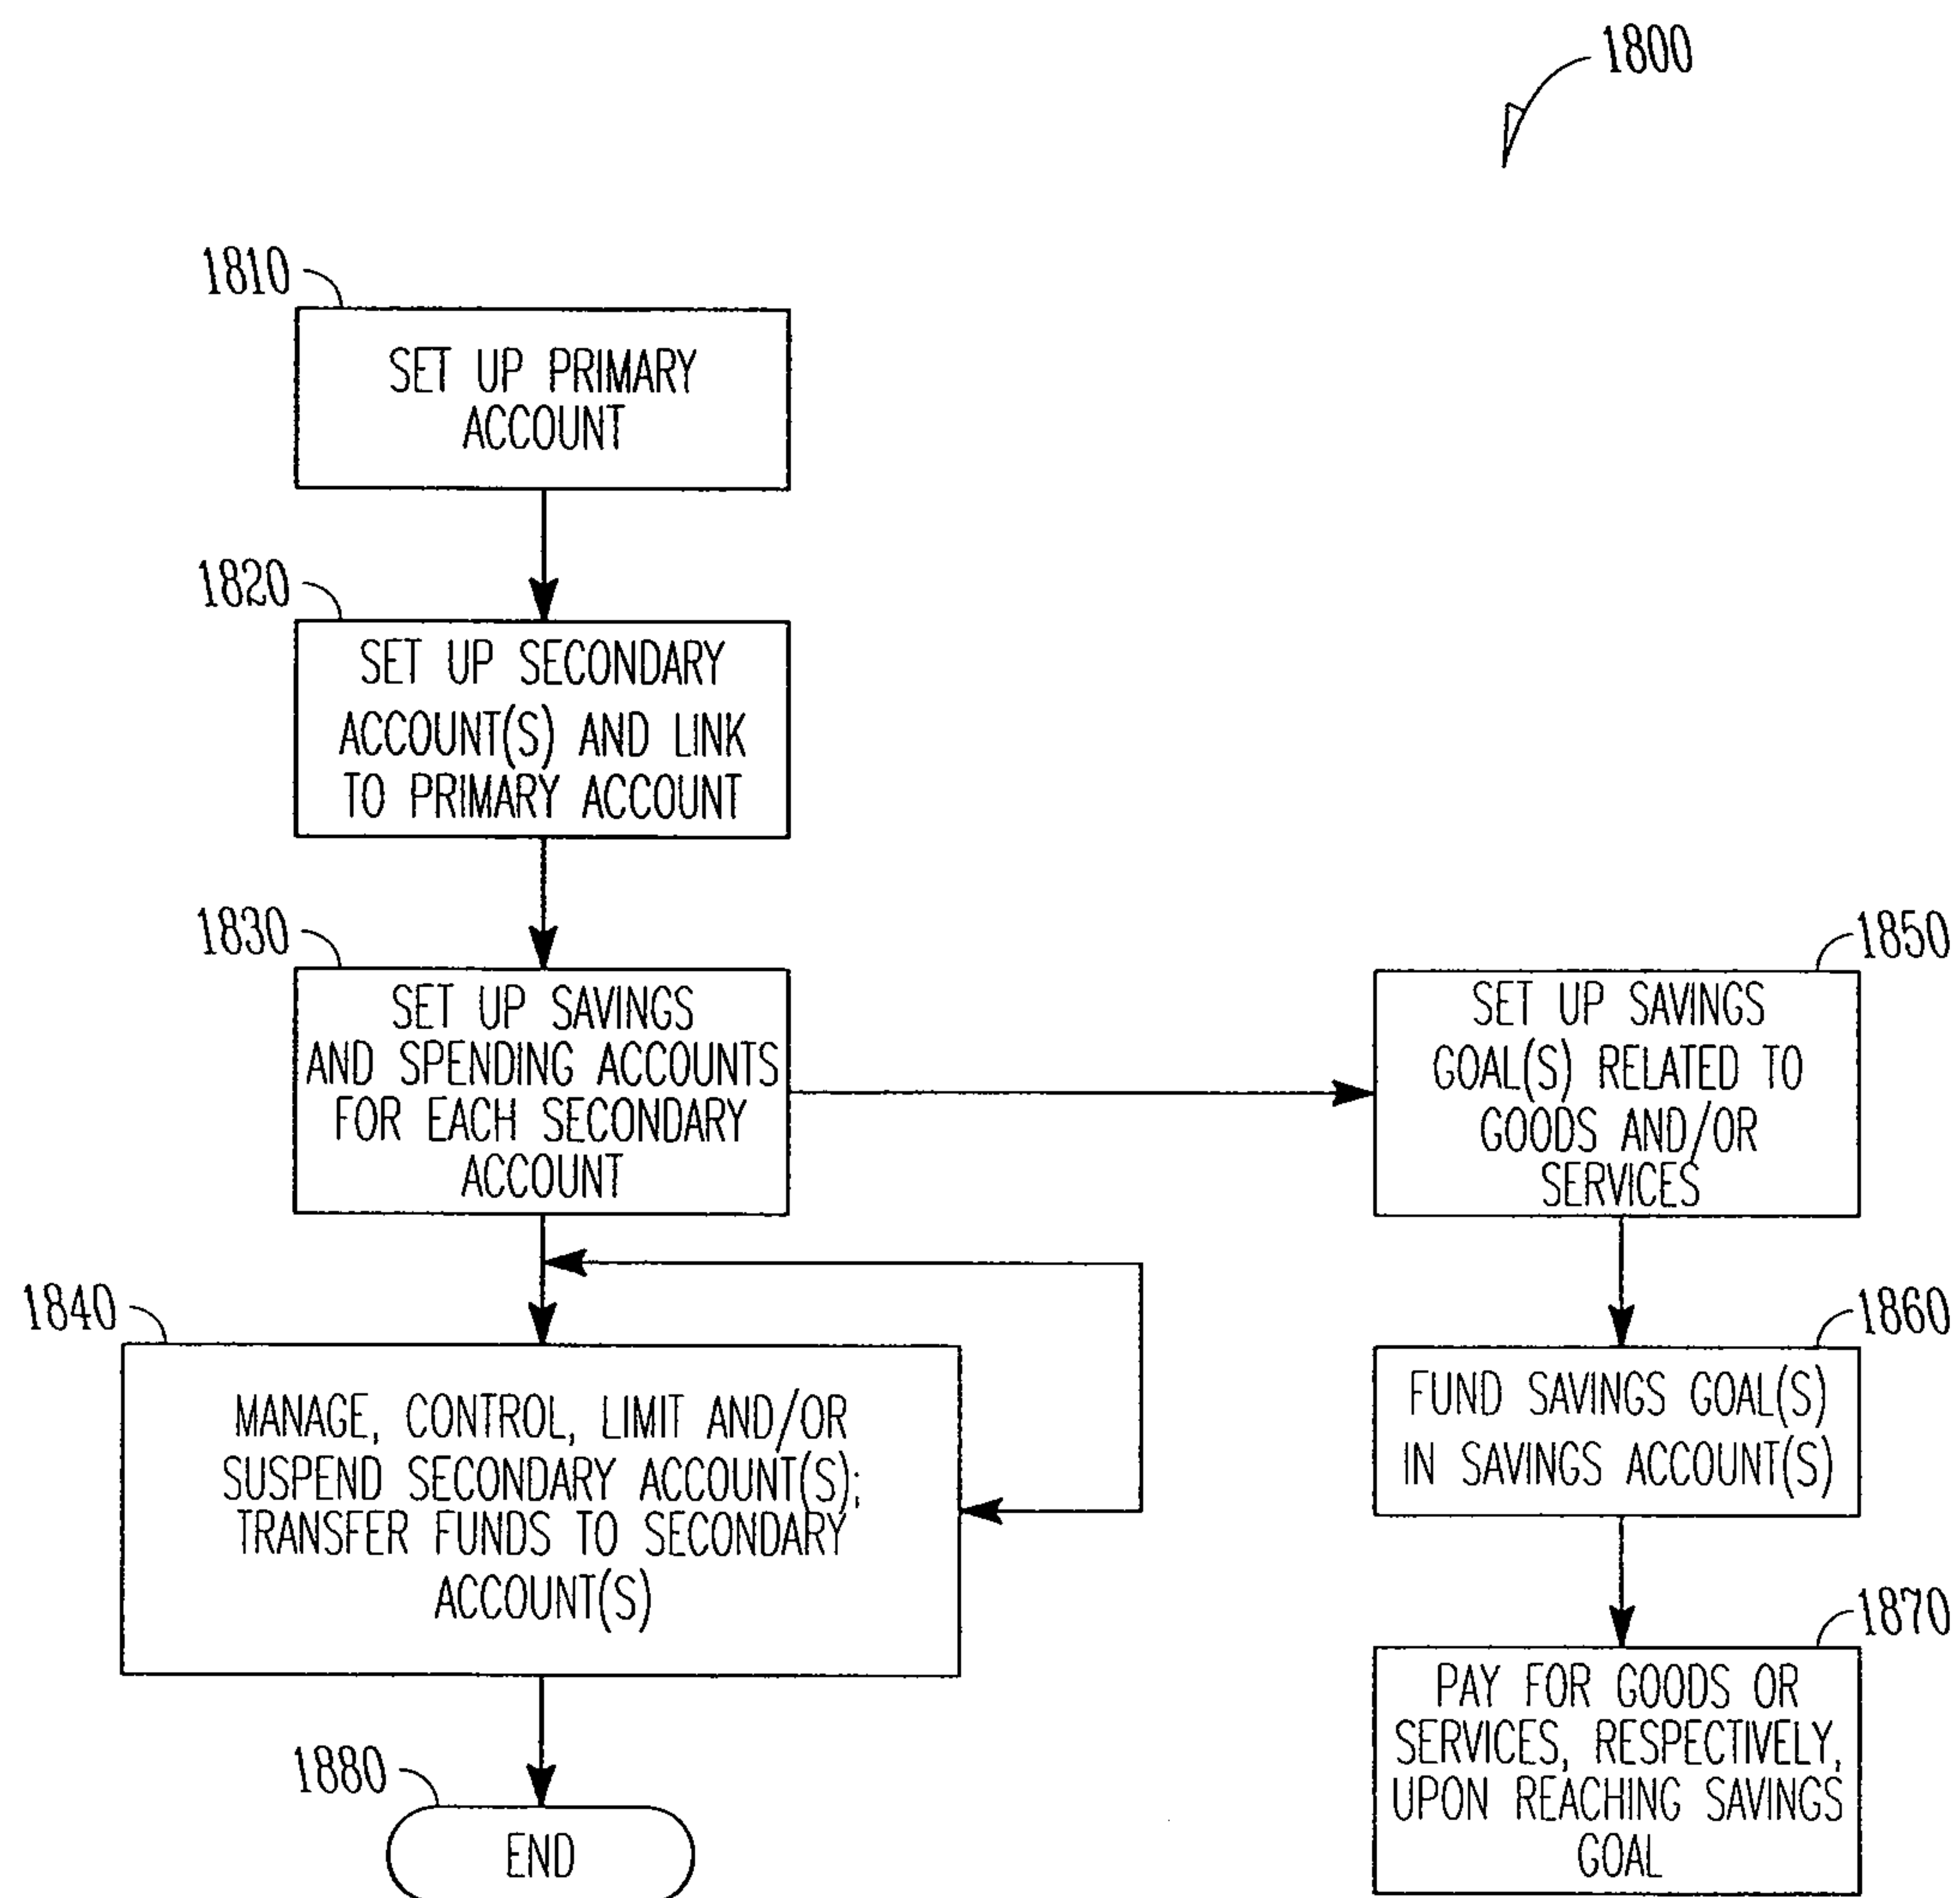 1800
1810
SET UP PRIMARY
ACCOUNT
1820
SET UP SECONDARY
ACCOUNT(S) AND LINK
TO PRIMARY ACCOUNT
1830
SET UP SAVINGS
AND SPENDING ACCOUNTS
FOR EACH SECONDARY
ACCOUNT
1850
SET UP SAVINGS
GOAL(S) RELATED TO
GOODS AND/OR
SERVICES
1840
MANAGE, CONTROL, LIMIT AND/OR
SUSPEND SECONDARY ACCOUNT(S);
TRANSFER FUNDS TO SECONDARY
ACCOUNT(S)
1860
FUND SAVINGS GOAL(S)
IN SAVINGS ACCOUNT(S)
1870
PAY FOR GOODS OR
SERVICES, RESPECTIVELY,
UPON REACHING SAVINGS
GOAL
1880
END